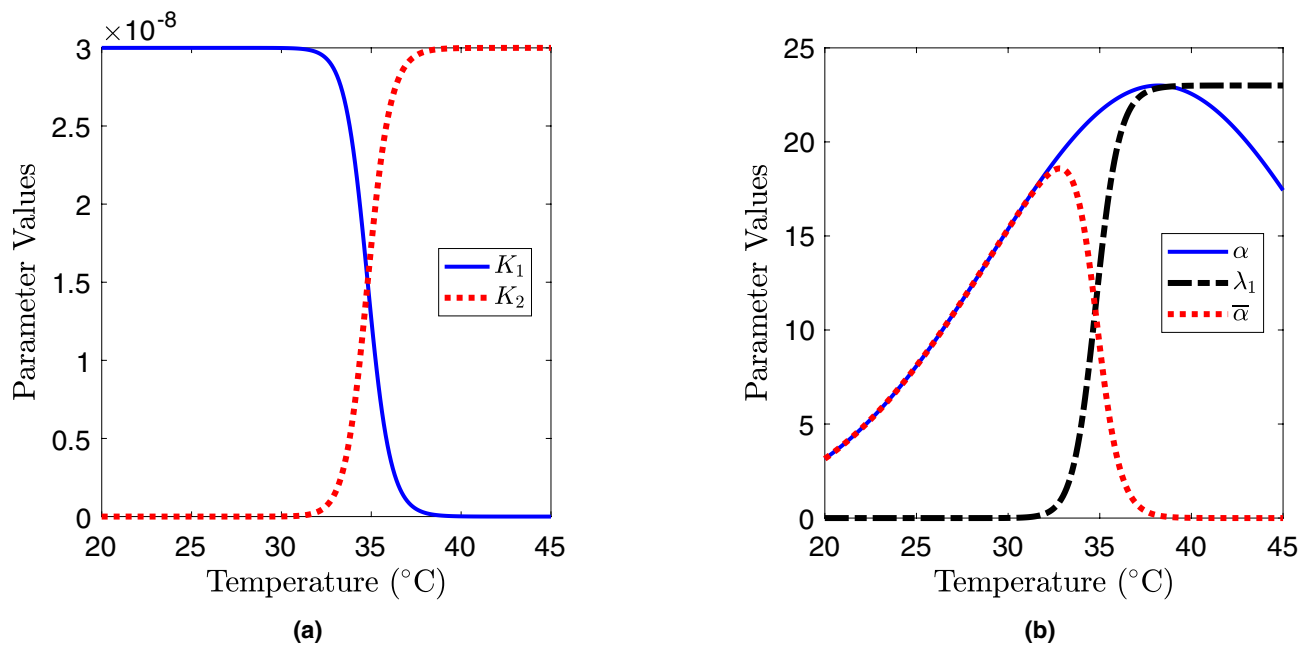 ×10⁻⁸
3
2.5
2
1.5
1
0.5
0
20 25 30 35 40 45
Parameter Values
Temperature (°C)
K₁
K₂
(a)
25
20
15
10
5
0
20 25 30 35 40 45
Parameter Values
Temperature (°C)
α
λ₁
α̅
(b)